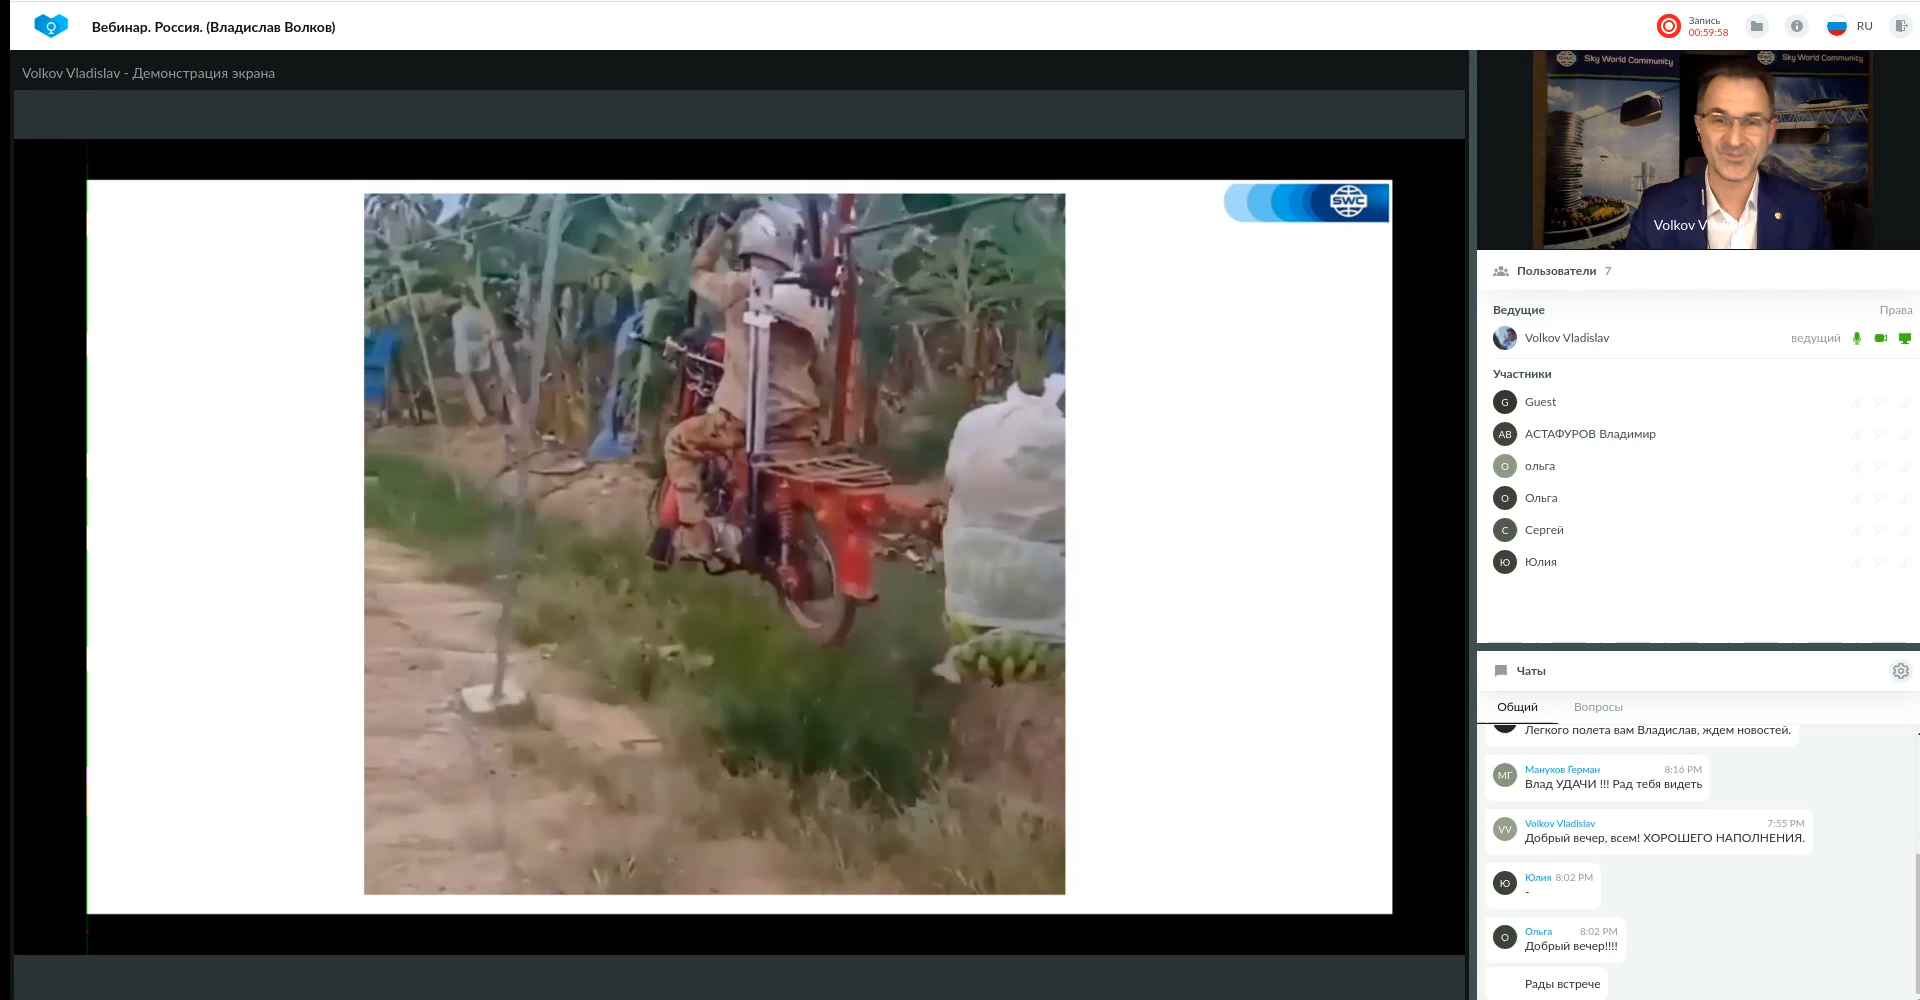 Вебинар. Россия. (Владислав Волков)
Запись
00:59:58
RU
Volkov Vladislav - Демонстрация экрана
SWC
SWC Sky World Community
Sky World Community
Volkov
Пользователи 7
Ведущие Права
Volkov Vladislav ведущий
Участники
G Guest
АВ АСТАФУРОВ Владимир
О ольга
О Ольга
С Сергей
Ю Юлия
Чаты
Общий Вопросы
Легкого полета вам Владислав, ждем новостей.
МГ Манухов Герман 8:16 PM
Влад УДАЧИ !!! Рад тебя видеть
VV Volkov Vladislav 7:55 PM
Добрый вечер, всем! ХОРОШЕГО НАПОЛНЕНИЯ.
Ю Юлия 8:02 PM
-
О Ольга 8:02 PM
Добрый вечер!!!!
Рады встрече